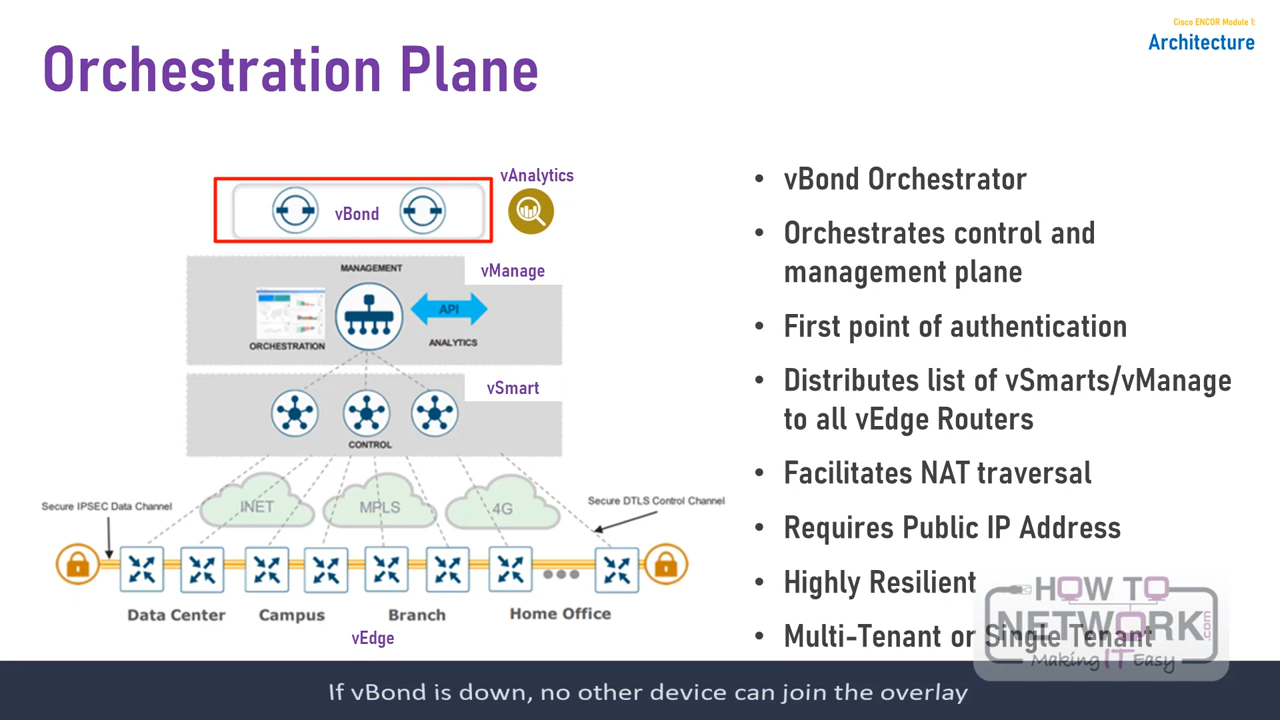 Cisco ENCOR Module 1:
Architecture
Orchestration Plane
vAnalytics
vBond
MANAGEMENT
vManage
API
ORCHESTRATION
ANALYTICS
vSmart
CONTROL
INET
MPLS
4G
Secure IPSEC Data Channel
Secure DTLS Control Channel
Data Center
Campus
Branch
Home Office
vEdge
• vBond Orchestrator
• Orchestrates control and
management plane
• First point of authentication
• Distributes list of vSmarts/vManage
to all vEdge Routers
• Facilitates NAT traversal
• Requires Public IP Address
• Highly Resilient
• Multi-Tenant or Single Tenant
HOW TO
NETWORK
.com
Making IT Easy
If vBond is down, no other device can join the overlay